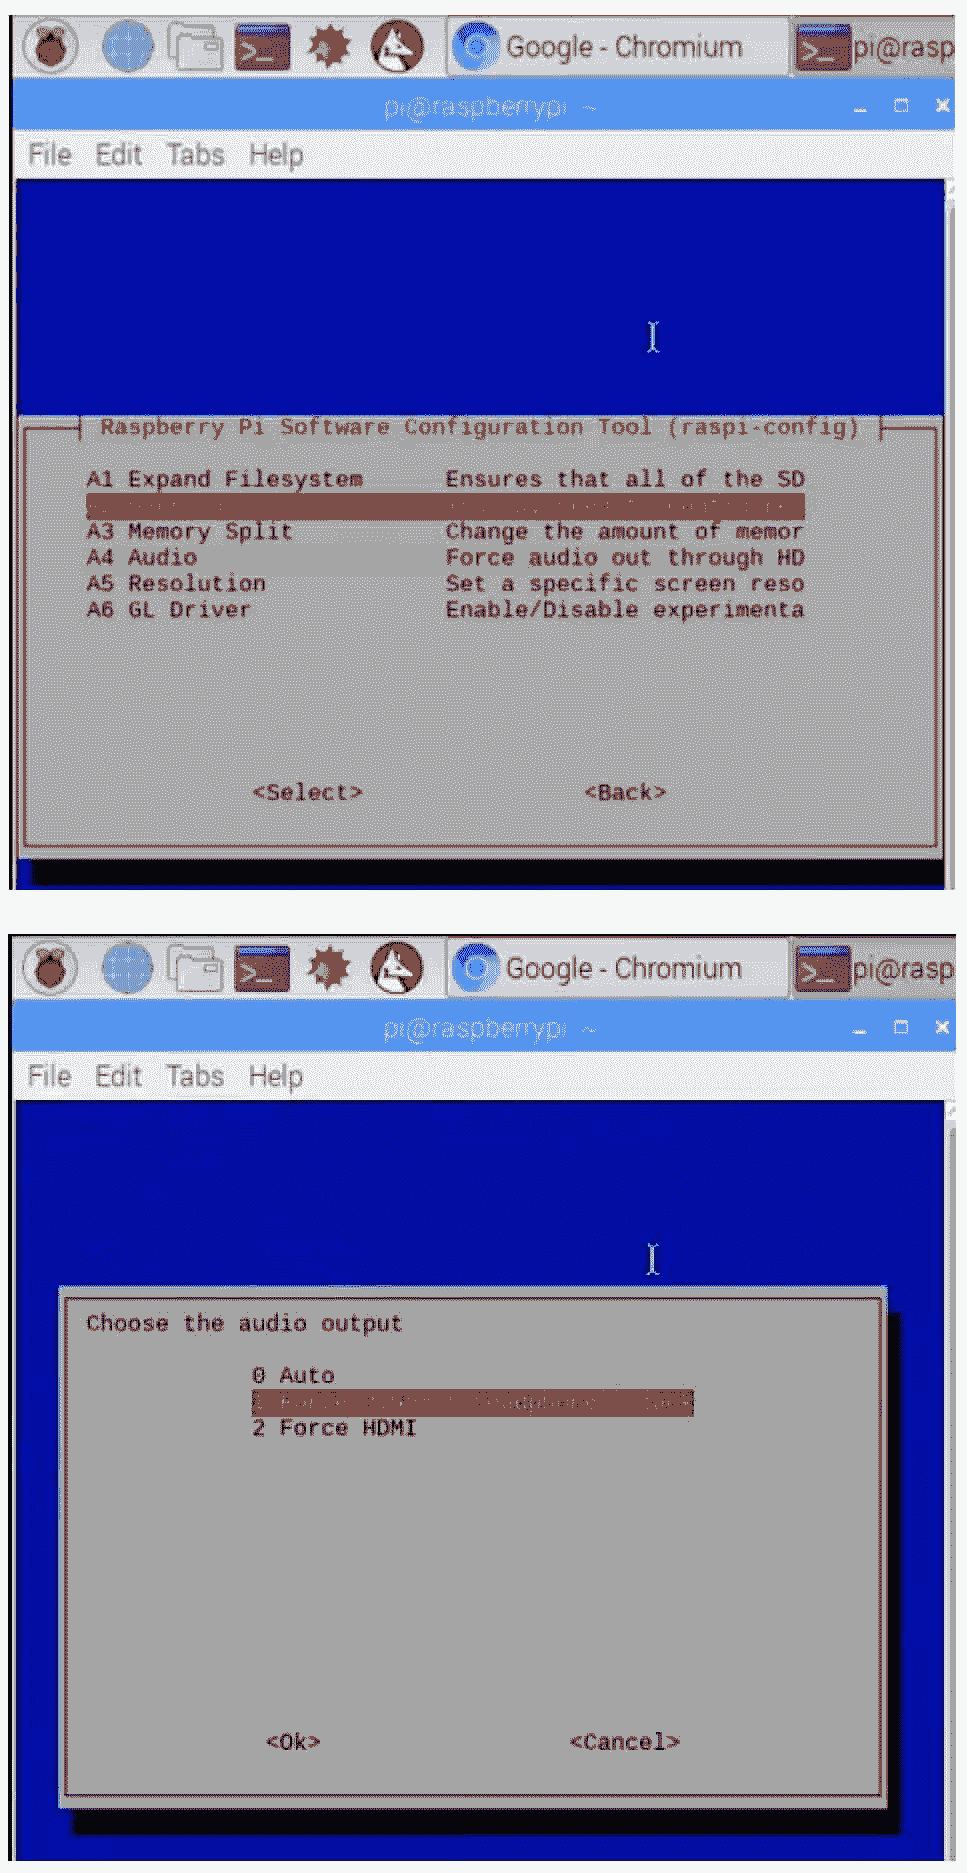 Google - Chromium
pi@rasp
pi@raspberrypi ~
File Edit Tabs Help
Raspberry Pi Software Configuration Tool (raspi-config)
A1 Expand Filesystem Ensures that all of the SD
A3 Memory Split Change the amount of memor
A4 Audio Force audio out through HD
A5 Resolution Set a specific screen reso
A6 GL Driver Enable/Disable experimenta
<Select> <Back>
Google - Chromium
pi@rasp
pi@raspberrypi ~
File Edit Tabs Help
Choose the audio output
0 Auto
2 Force HDMI
<Ok> <Cancel>